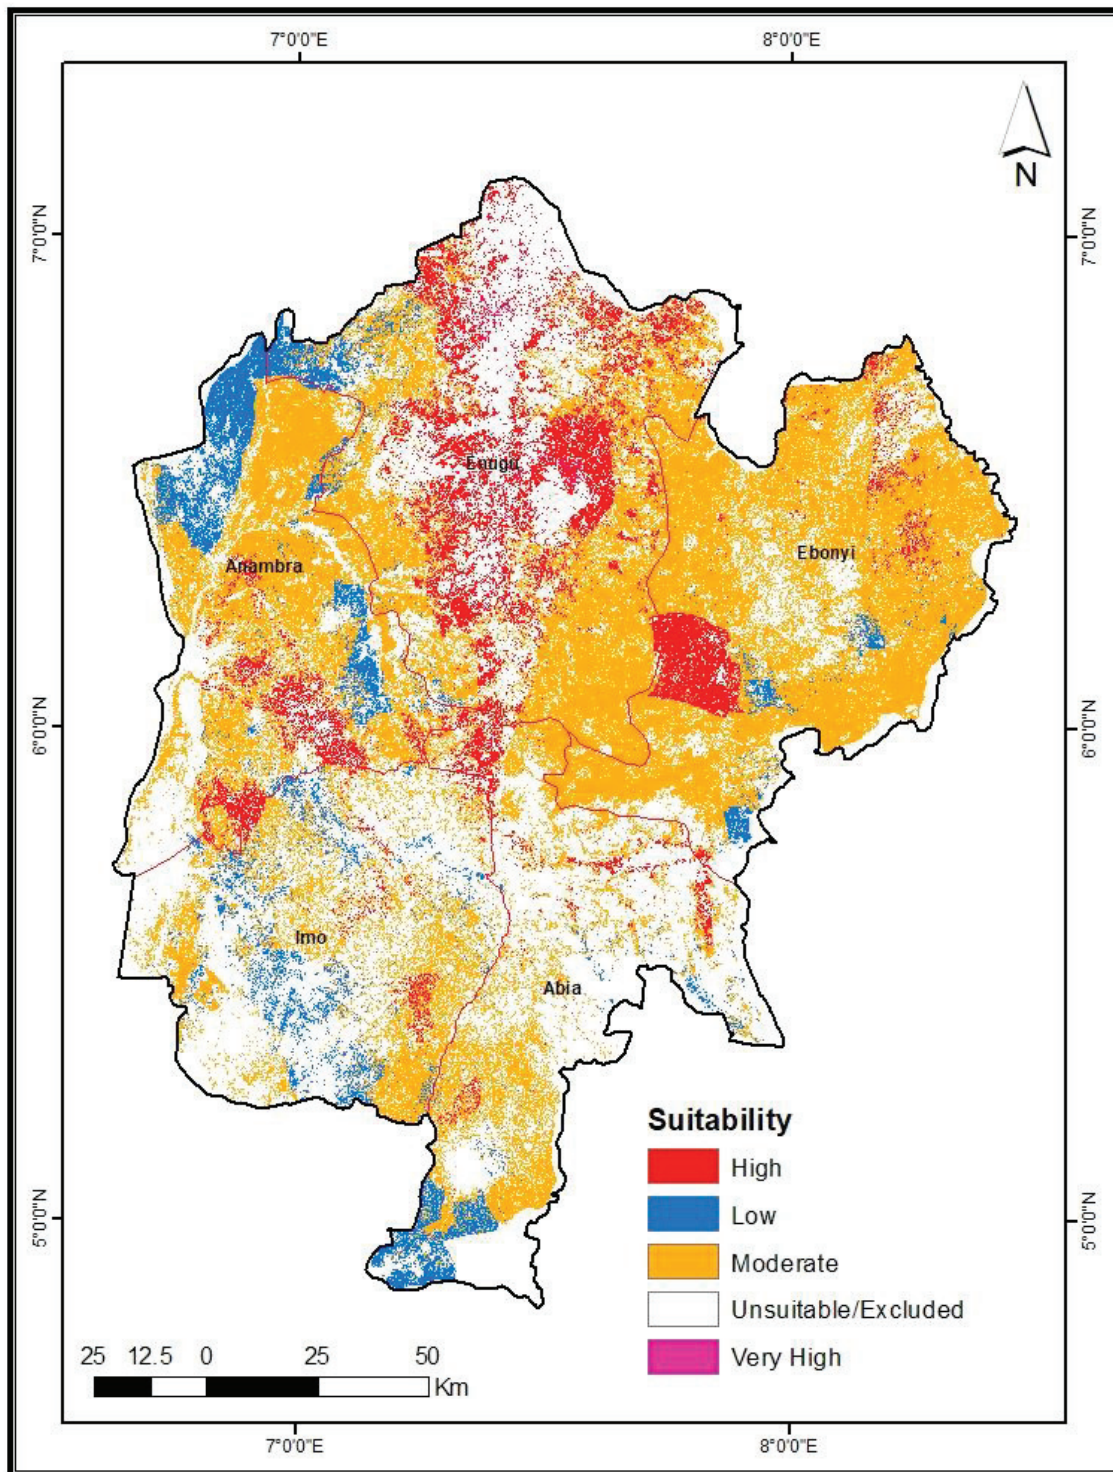 7°0'0"E 8°0'0"E
N
7°0'0"N 7°0'0"N
Enugu
Ebonyi
Anambra
6°0'0"N 6°0'0"N
Imo
Abia
Suitability
High
Low
5°0'0"N 5°0'0"N
Moderate
Unsuitable/Excluded
Very High
25 12.5 0 25 50
Km
7°0'0"E 8°0'0"E